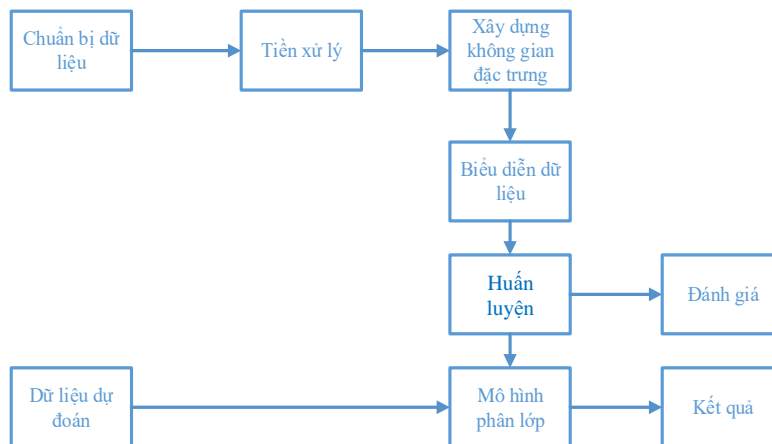 Chuẩn bị dữ
liệu
Tiền xử lý
Xây dựng
không gian
đặc trưng
Biểu diễn dữ
liệu
Huấn
luyện
Đánh giá
Dữ liệu dự
đoán
Mô hình
phân lớp
Kết quả